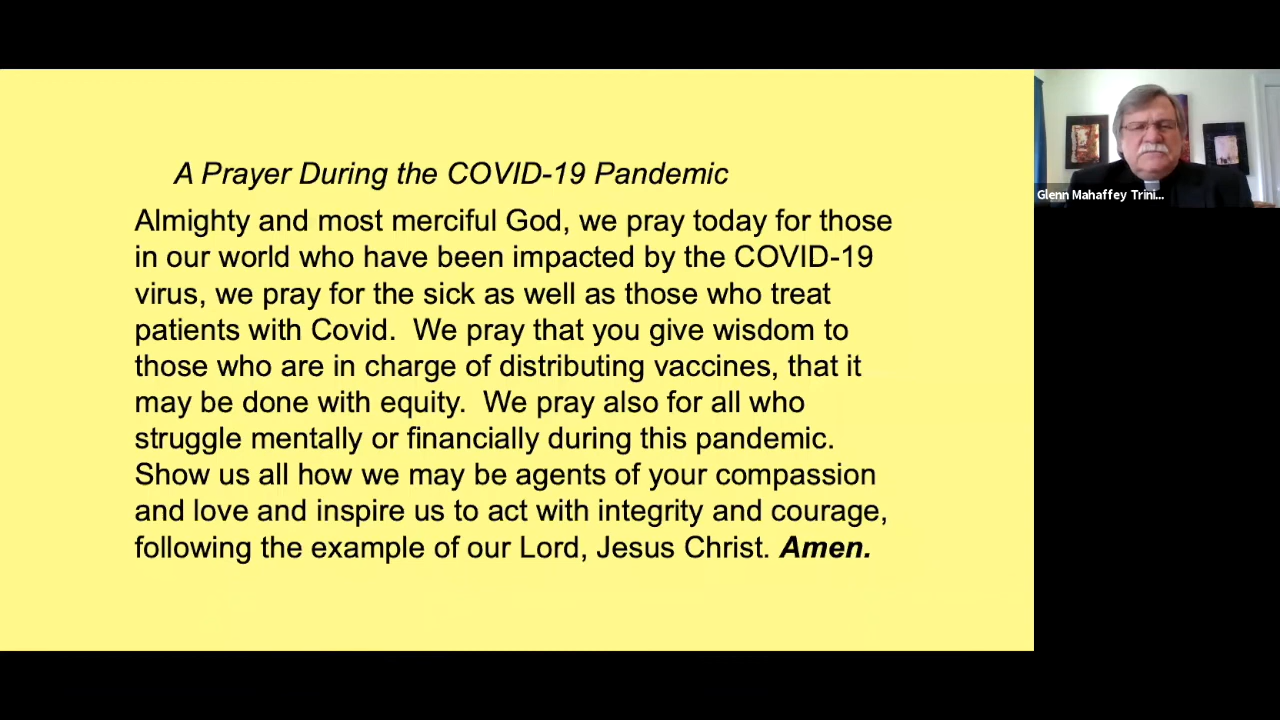 A Prayer During the COVID-19 Pandemic
Almighty and most merciful God, we pray today for those
in our world who have been impacted by the COVID-19
virus, we pray for the sick as well as those who treat
patients with Covid.  We pray that you give wisdom to
those who are in charge of distributing vaccines, that it
may be done with equity.  We pray also for all who
struggle mentally or financially during this pandemic.
Show us all how we may be agents of your compassion
and love and inspire us to act with integrity and courage,
following the example of our Lord, Jesus Christ. Amen.
Glenn Mahaffey Trini...